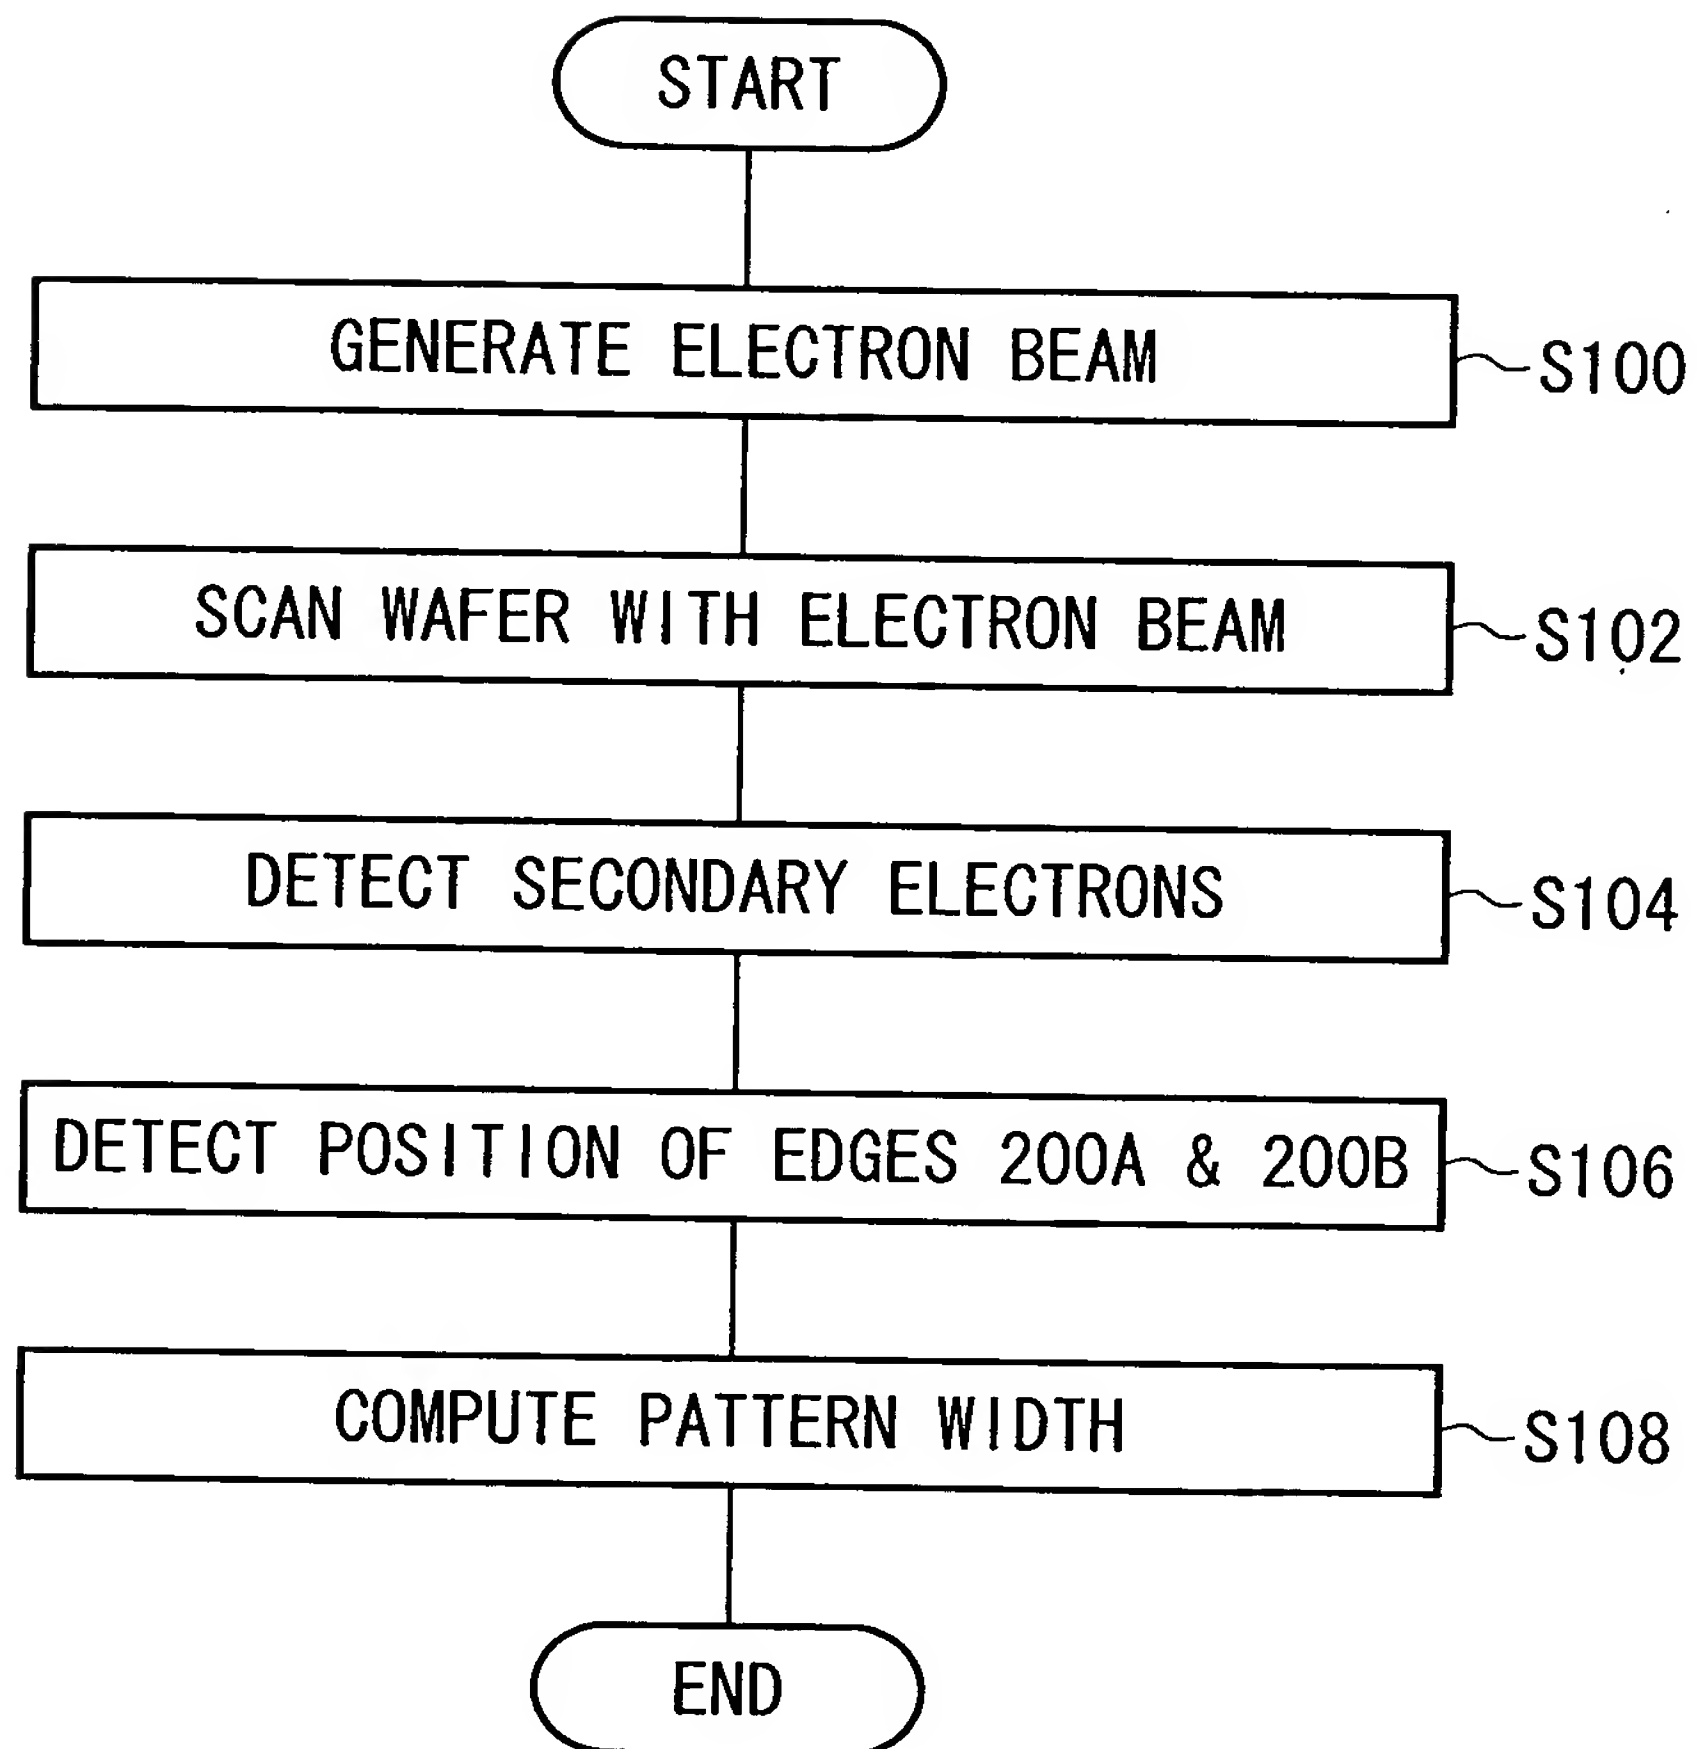 START
GENERATE ELECTRON BEAM
S100
SCAN WAFER WITH ELECTRON BEAM
S102
DETECT SECONDARY ELECTRONS
S104
DETECT POSITION OF EDGES 200A & 200B
S106
COMPUTE PATTERN WIDTH
S108
END